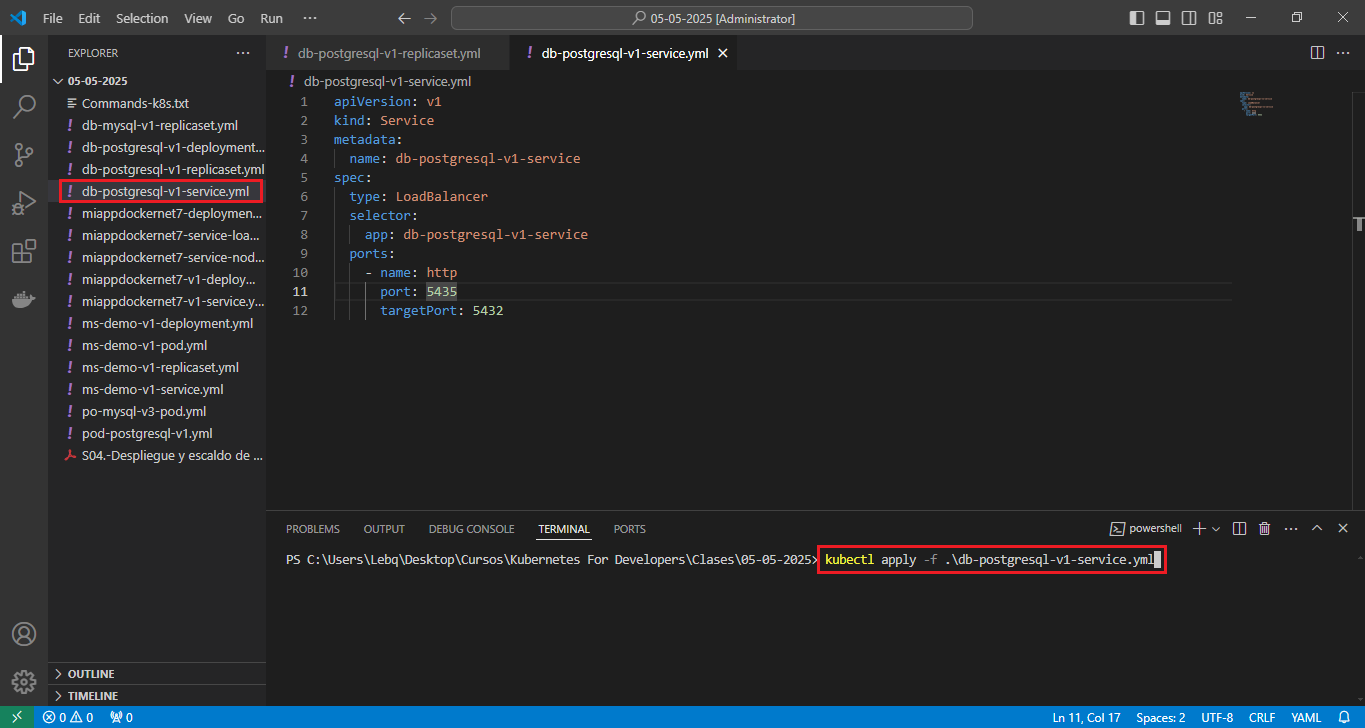 File Edit Selection View Go Run ···
05-05-2025 [Administrator]
EXPLORER
05-05-2025
Commands-k8s.txt
db-mysql-v1-replicaset.yml
db-postgresql-v1-deployment...
db-postgresql-v1-replicaset.yml
db-postgresql-v1-service.yml
miappdockernet7-deploymen...
miappdockernet7-service-loa...
miappdockernet7-service-nod...
miappdockernet7-v1-deploy...
miappdockernet7-v1-service.y...
ms-demo-v1-deployment.yml
ms-demo-v1-pod.yml
ms-demo-v1-replicaset.yml
ms-demo-v1-service.yml
po-mysql-v3-pod.yml
pod-postgresql-v1.yml
S04.-Despliegue y escaldo de ...
OUTLINE
TIMELINE
! db-postgresql-v1-replicaset.yml
! db-postgresql-v1-service.yml
! db-postgresql-v1-service.yml
1 apiVersion: v1
2 kind: Service
3 metadata:
4 name: db-postgresql-v1-service
5 spec:
6 type: LoadBalancer
7 selector:
8 app: db-postgresql-v1-service
9 ports:
10 - name: http
11 port: 5435
12 targetPort: 5432
PROBLEMS OUTPUT DEBUG CONSOLE TERMINAL PORTS
powershell
PS C:\Users\Lebq\Desktop\Cursos\Kubernetes For Developers\Clases\05-05-2025> kubectl apply -f .\db-postgresql-v1-service.yml
0 0 0
Ln 11, Col 17 Spaces: 2 UTF-8 CRLF YAML